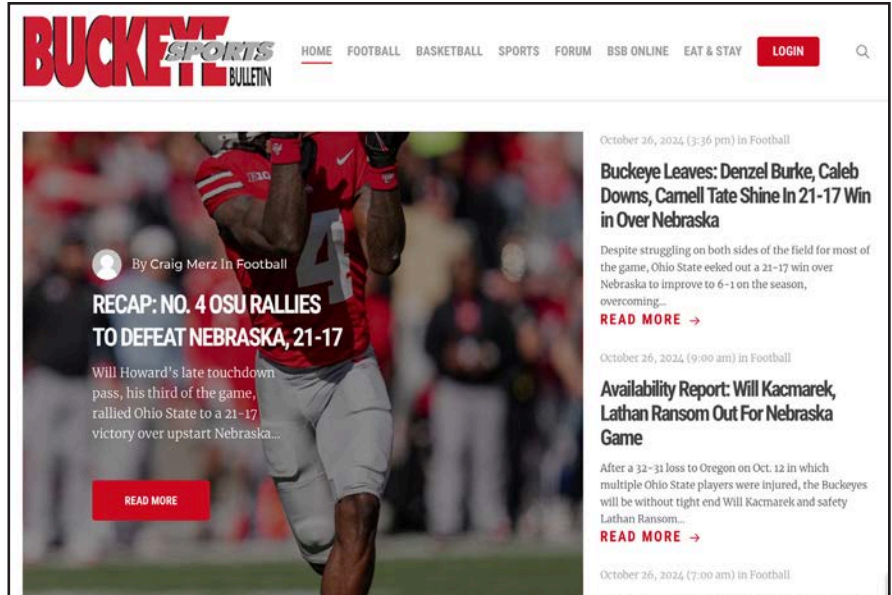 BUCKEYE
SPORTS
BULLETIN
HOME FOOTBALL BASKETBALL SPORTS FORUM BSB ONLINE EAT & STAY LOGIN
By Craig Merz In Football
RECAP: NO. 4 OSU RALLIES
TO DEFEAT NEBRASKA, 21-17
Will Howard's late touchdown
pass, his third of the game,
rallied Ohio State to a 21-17
victory over upstart Nebraska...
READ MORE
4
October 26, 2024 (3:36 pm) in Football
Buckeye Leaves: Denzel Burke, Caleb
Downs, Carnell Tate Shine In 21-17 Win
in Over Nebraska
Despite struggling on both sides of the field for most of
the game, Ohio State eeked out a 21-17 win over
Nebraska to improve to 6-1 on the season,
overcoming...
READ MORE →
October 26, 2024 (9:00 am) in Football
Availability Report: Will Kacmarek,
Lathan Ransom Out For Nebraska
Game
After a 32-31 loss to Oregon on Oct. 12 in which
multiple Ohio State players were injured, the Buckeyes
will be without tight end Will Kacmarek and safety
Lathan Ransom...
READ MORE →
October 26, 2024 (7:00 am) in Football